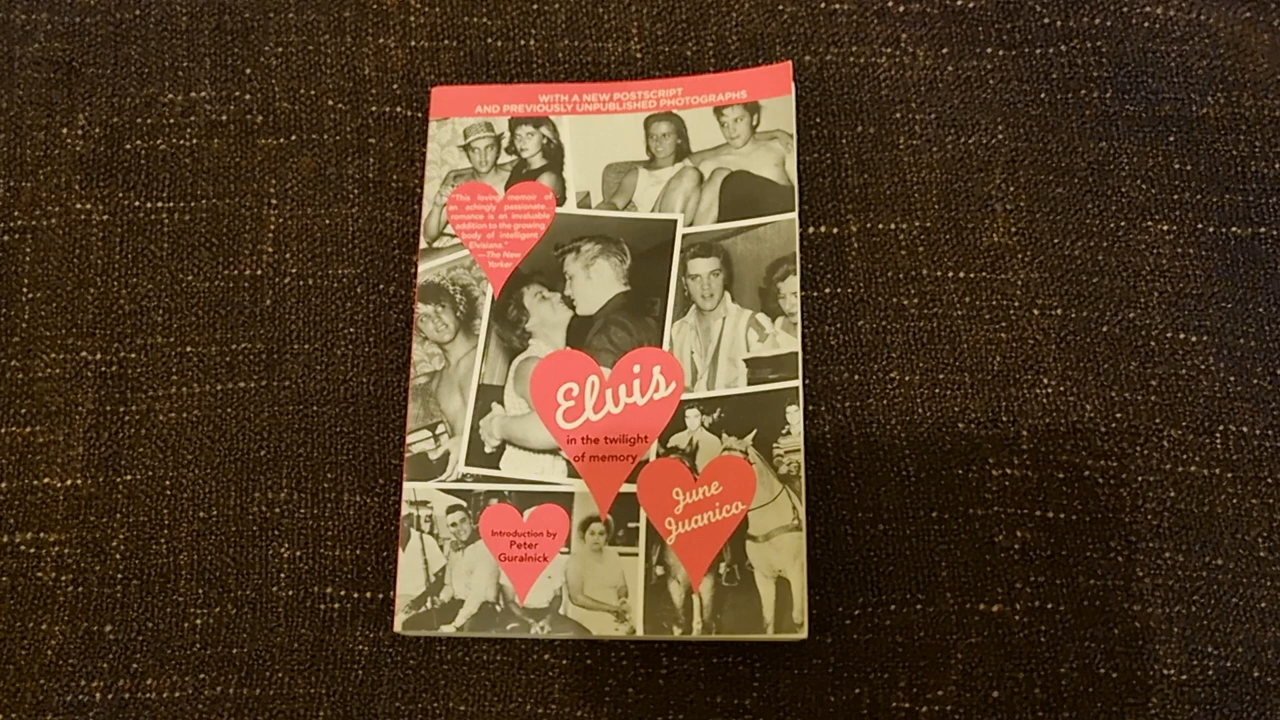 WITH A NEW POSTSCRIPT
AND PREVIOUSLY UNPUBLISHED PHOTOGRAPHS
"This loving memoir of
an achingly passionate
romance is an invaluable
addition to the growing
body of intelligent
Elvisiana."
—The New
Yorker
Elvis
in the twilight
of memory
June
Juanico
Introduction by
Peter
Guralnick